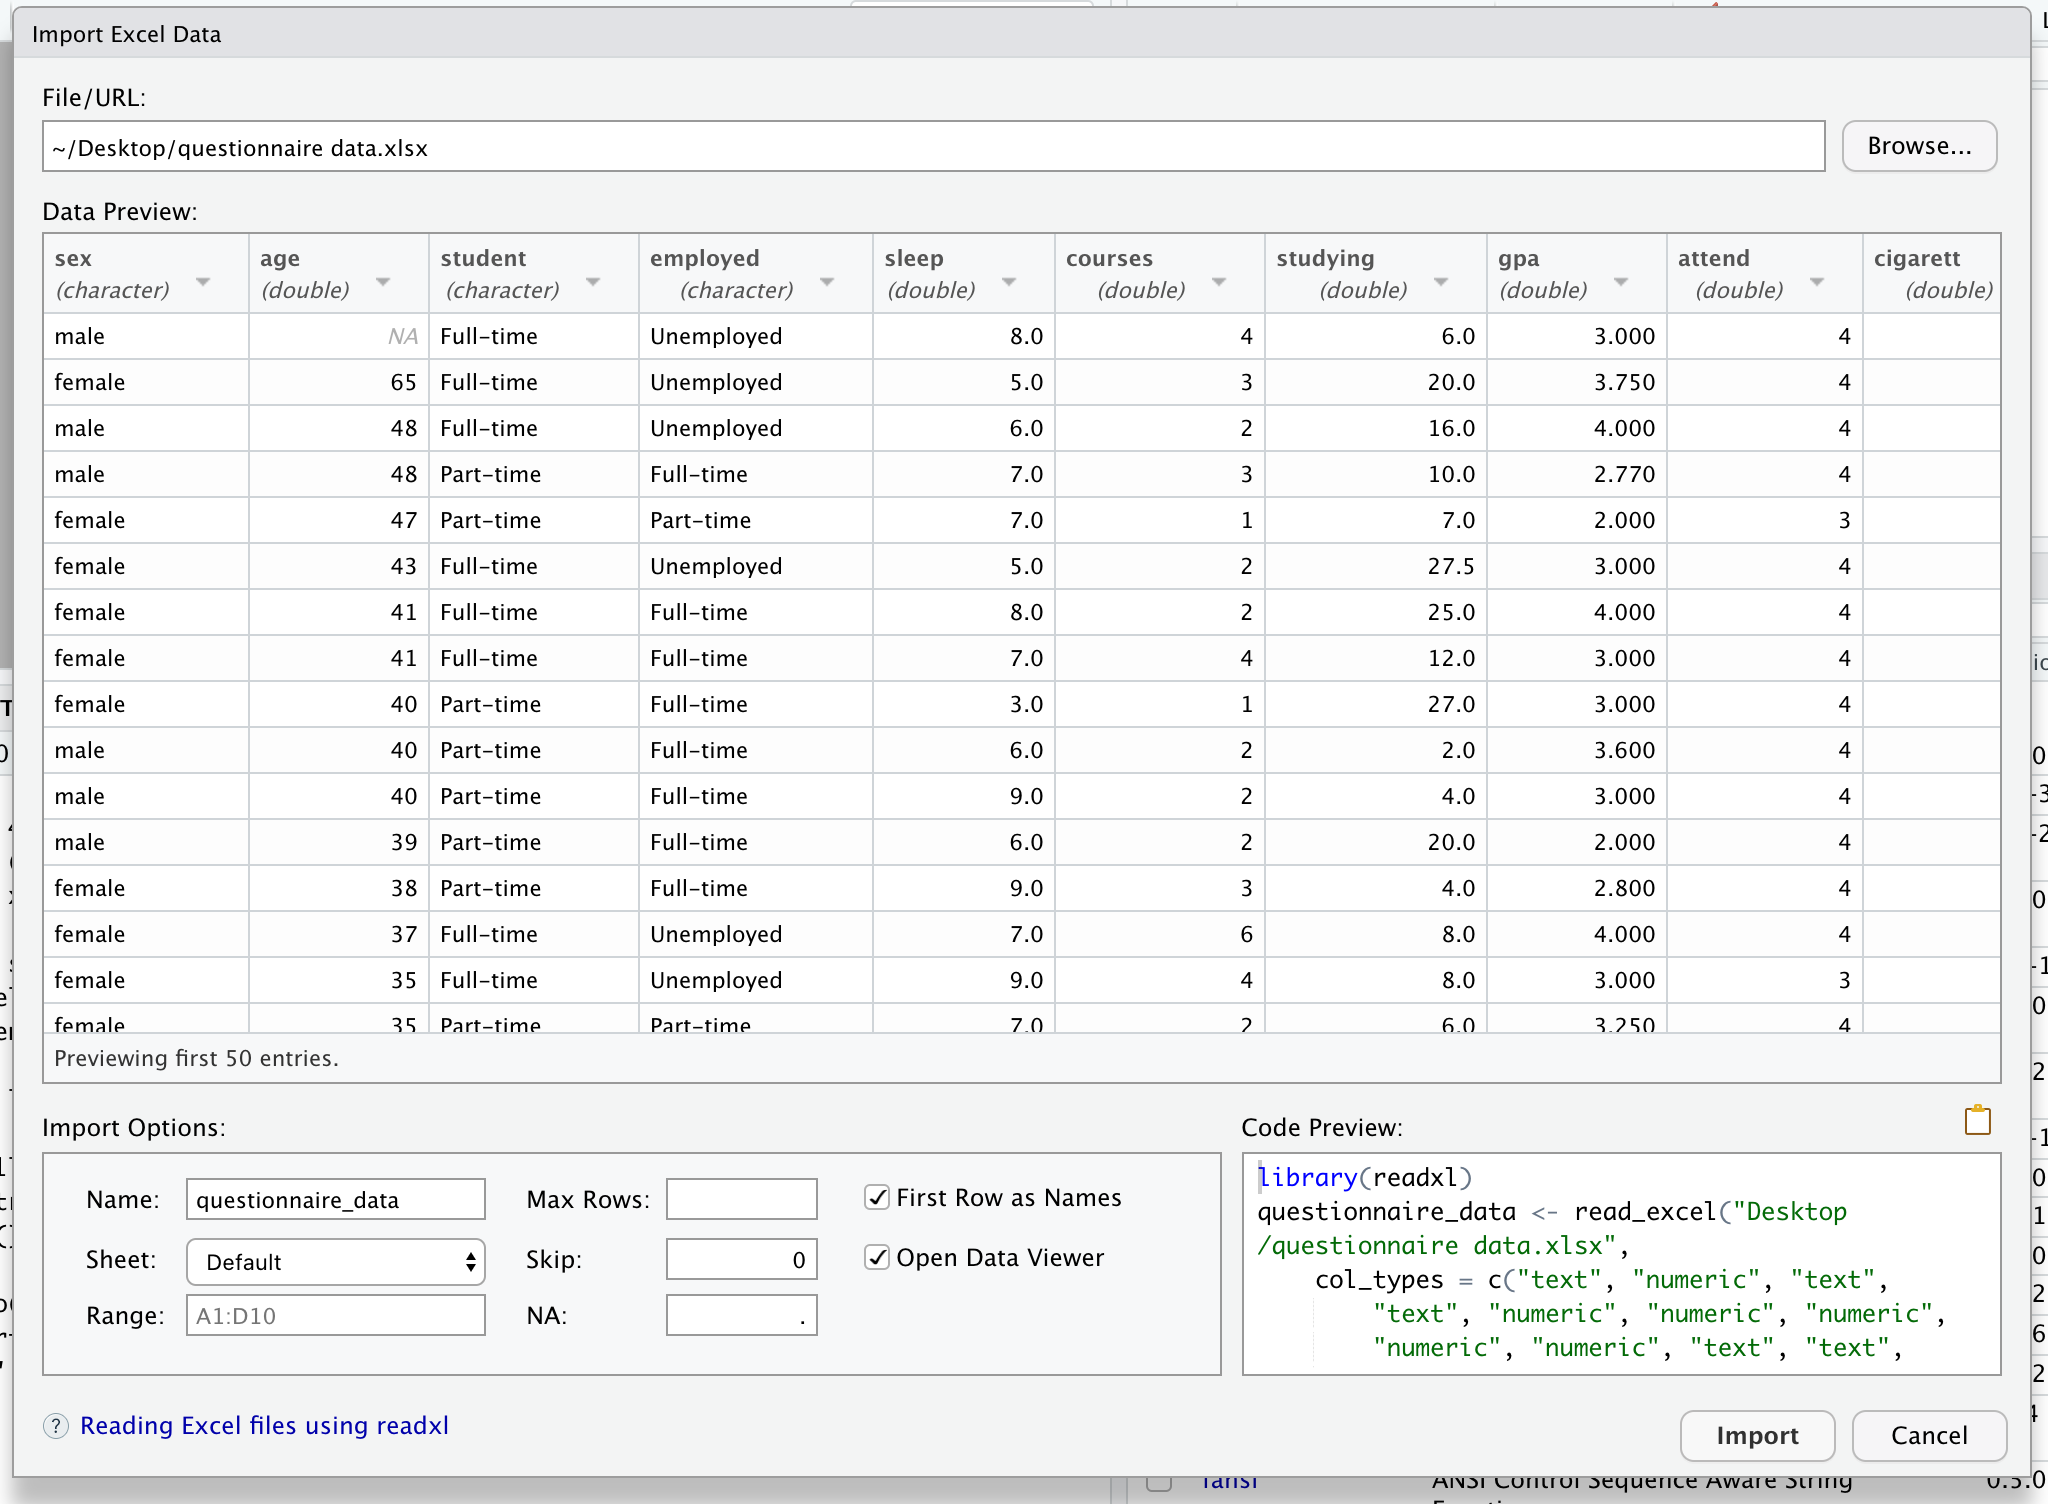 Import Excel Data
File/URL:
~/Desktop/questionnaire data.xlsx
Browse...
Data Preview:
sex age student employed sleep courses studying gpa attend cigarett
(character) (double) (character) (character) (double) (double) (double) (double) (double) (double)
male NA Full-time Unemployed 8.0 4 6.0 3.000 4
female 65 Full-time Unemployed 5.0 3 20.0 3.750 4
male 48 Full-time Unemployed 6.0 2 16.0 4.000 4
male 48 Part-time Full-time 7.0 3 10.0 2.770 4
female 47 Part-time Part-time 7.0 1 7.0 2.000 3
female 43 Full-time Unemployed 5.0 2 27.5 3.000 4
female 41 Full-time Full-time 8.0 2 25.0 4.000 4
female 41 Full-time Full-time 7.0 4 12.0 3.000 4
female 40 Part-time Full-time 3.0 1 27.0 3.000 4
male 40 Part-time Full-time 6.0 2 2.0 3.600 4
male 40 Part-time Full-time 9.0 2 4.0 3.000 4
male 39 Part-time Full-time 6.0 2 20.0 2.000 4
female 38 Part-time Full-time 9.0 3 4.0 2.800 4
female 37 Full-time Unemployed 7.0 6 8.0 4.000 4
female 35 Full-time Unemployed 9.0 4 8.0 3.000 3
female 35 Part-time Part-time 7.0 2 6.0 3.250 4
Previewing first 50 entries.
Import Options:
Name: questionnaire_data Max Rows: First Row as Names
Sheet: Default Skip: 0 Open Data Viewer
Range: A1:D10 NA: .
Code Preview:
library(readxl)
questionnaire_data <- read_excel("Desktop
/questionnaire data.xlsx",
col_types = c("text", "numeric", "text",
"text", "numeric", "numeric", "numeric",
"numeric", "numeric", "text", "text",
? Reading Excel files using readxl
Import
Cancel
fansi ANSI Control Sequence Aware String 0.5.0